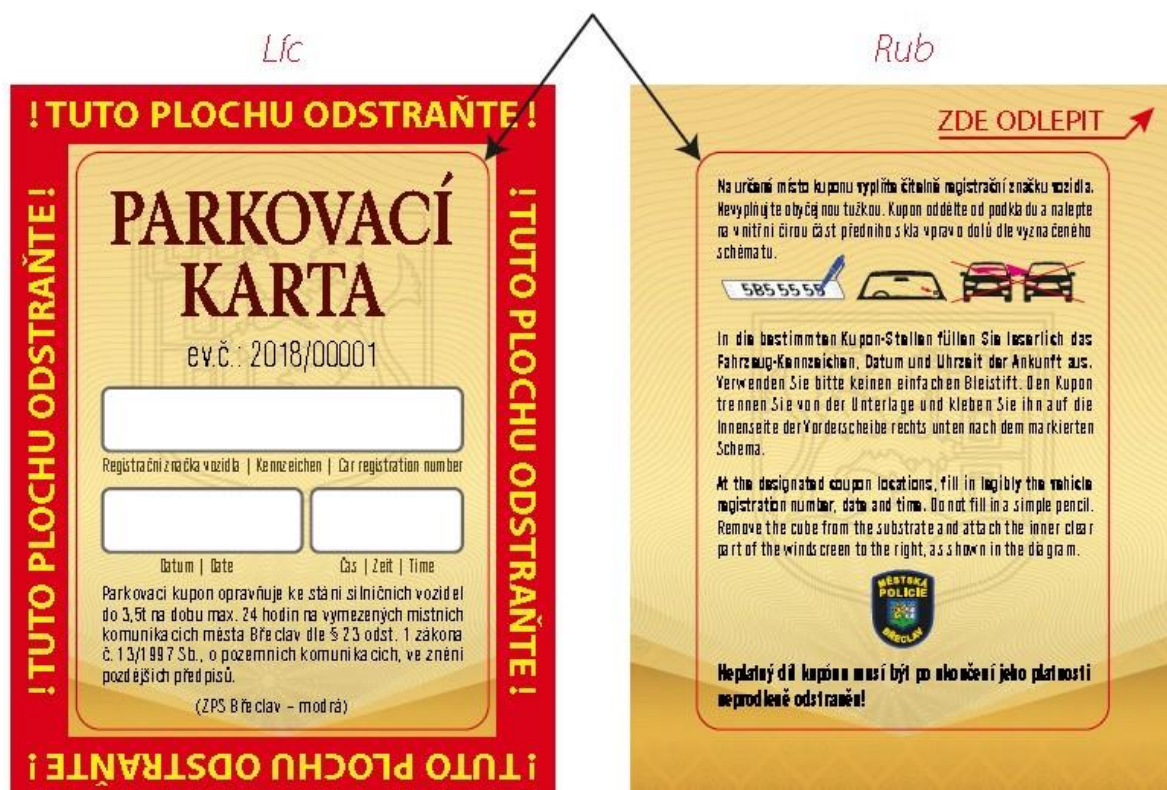 Líc
! TUTO PLOCHU ODSTRAŇTE !
! TUTO PLOCHU ODSTRAŇTE !
! TUTO PLOCHU ODSTRAŇTE !
! TUTO PLOCHU ODSTRAŇTE !
PARKOVACÍ
KARTA
ev.č.: 2018/00001
Registrační značka vozidla | Kennzeichen | Car registration number
Datum | Date
Čas | Zeit | Time
Parkovací kupon opravňuje ke stání silničních vozidel
do 3,5t na dobu max. 24 hodin na vymezených místních
komunikacích města Břeclav dle § 23 odst. 1 zákona
č. 13/1997 Sb., o pozemních komunikacích, ve znění
pozdějších předpisů.
(ZPS Břeclav – modrá)
Rub
ZDE ODLEPIT
Na určené místo kuponu vyplňte čitelně registrační značku vozidla.
Nevyplňujte obyčejnou tužkou. Kupon oddělte od podkladu a nalepte
na vnitřní čirou část předního skla vpravo dolů dle vyznačeného
schématu.
5B5 55 55
In die bestimmten Kupon-Stellen füllen Sie leserlich das
Fahrzeug-Kennzeichen, Datum und Uhrzeit der Ankunft aus.
Verwenden Sie bitte keinen einfachen Bleistift. Den Kupon
trennen Sie von der Unterlage und kleben Sie ihn auf die
Innenseite der Vorderscheibe rechts unten nach dem markierten
Schema.
At the designated coupon locations, fill in legibly the vehicle
registration number, date and time. Do not fill in a simple pencil.
Remove the cube from the substrate and attach the inner clear
part of the windscreen to the right, as shown in the diagram.
MĚSTSKÁ
POLICIE
BŘECLAV
Neplatný díl kupónu musí být po ukončení jeho platnosti
neprodleně odstraněn!